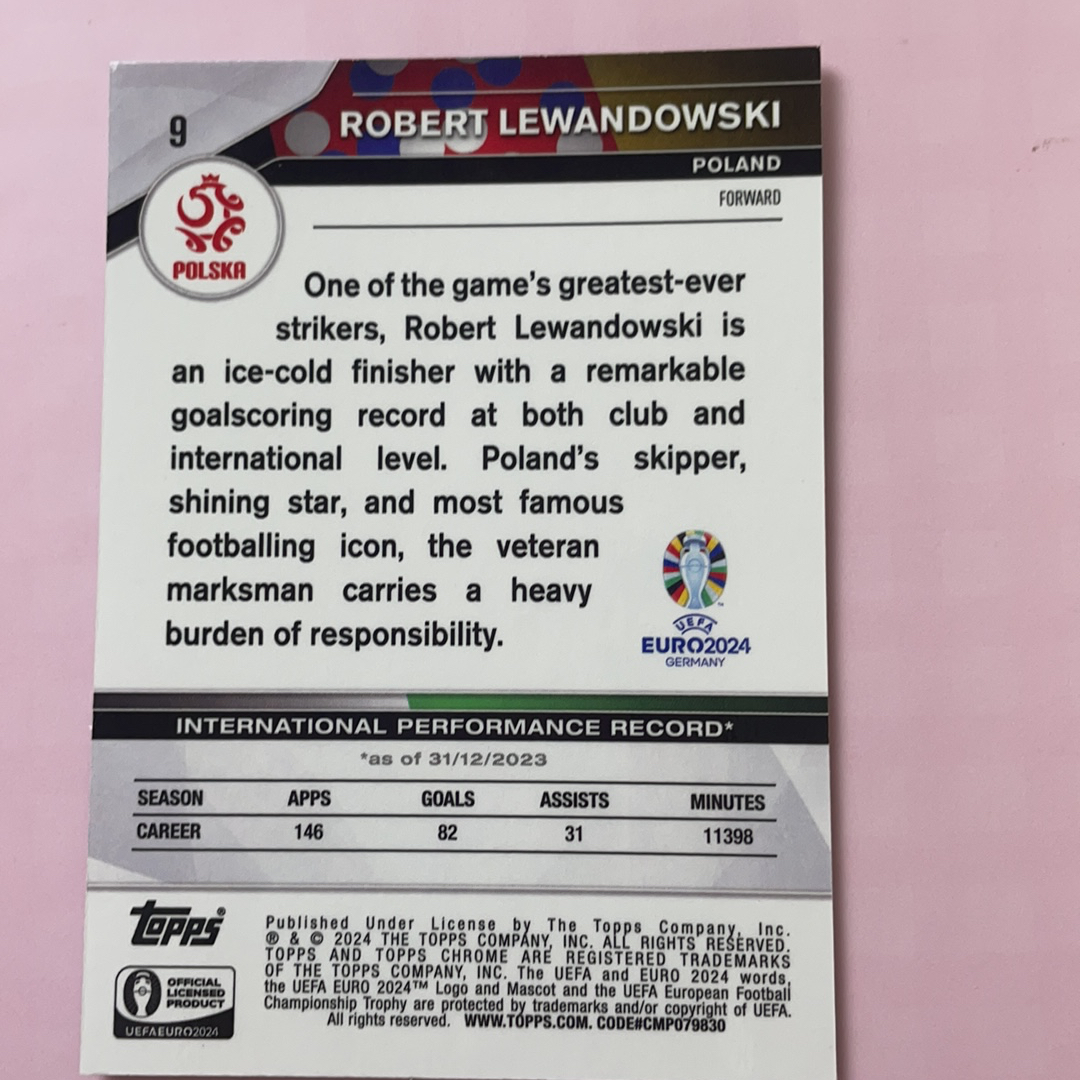 9
ROBERT LEWANDOWSKI
POLAND
FORWARD
POLSKA
One of the game's greatest-ever
strikers, Robert Lewandowski is
an ice-cold finisher with a remarkable
goalscoring record at both club and
international level. Poland's skipper,
shining star, and most famous
footballing icon, the veteran
marksman carries a heavy
burden of responsibility.
UEFA
EURO2024
GERMANY
INTERNATIONAL PERFORMANCE RECORD*
*as of 31/12/2023
SEASON APPS GOALS ASSISTS MINUTES
CAREER 146 82 31 11398
topps®
OFFICIAL
LICENSED
PRODUCT
UEFAEURO2024
Published Under License by The Topps Company, Inc.
® & © 2024 THE TOPPS COMPANY, INC. ALL RIGHTS RESERVED.
TOPPS AND TOPPS CHROME ARE REGISTERED TRADEMARKS
OF THE TOPPS COMPANY, INC. The UEFA and EURO 2024 words,
the UEFA EURO 2024™ Logo and Mascot and the UEFA European Football
Championship Trophy are protected by trademarks and/or copyright of UEFA.
All rights reserved. WWW.TOPPS.COM. CODE#CMP079830